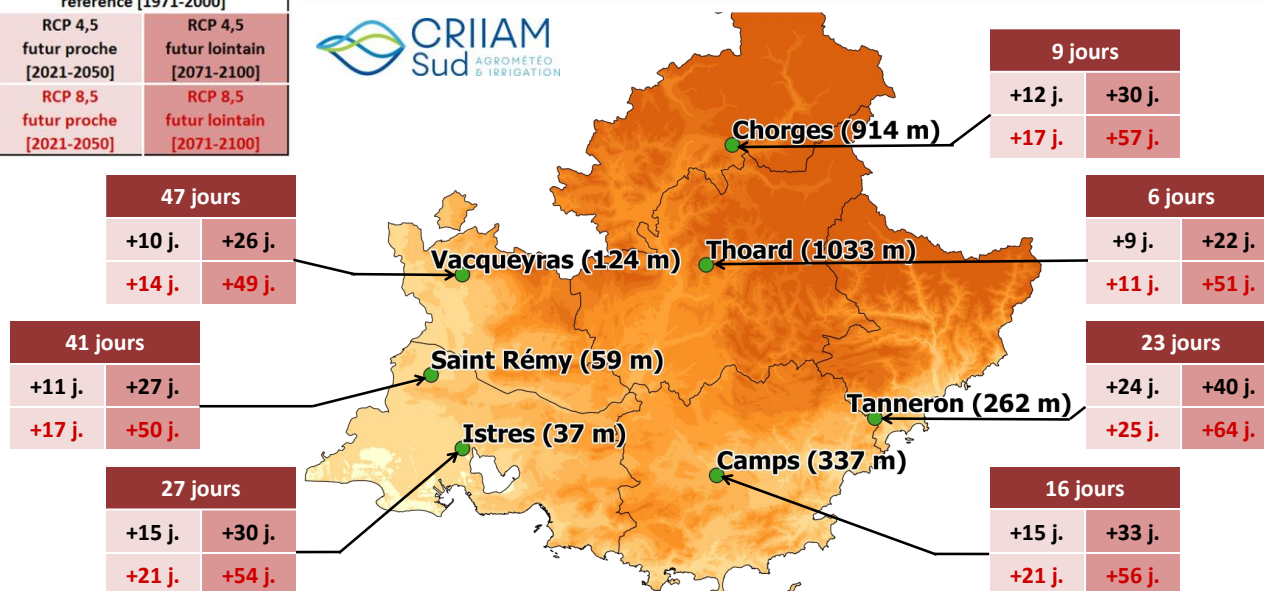 référence [1971-2000]
RCP 4,5 RCP 4,5
futur proche futur lointain
[2021-2050] [2071-2100]
RCP 8,5 RCP 8,5
futur proche futur lointain
[2021-2050] [2071-2100]
CRIIAM
Sud AGROMÉTÉO
& IRRIGATION
9 jours
+12 j. +30 j.
+17 j. +57 j.
Chorges (914 m)
47 jours
+10 j. +26 j.
+14 j. +49 j.
Vacqueyras (124 m)
6 jours
+9 j. +22 j.
+11 j. +51 j.
Thoard (1033 m)
41 jours
+11 j. +27 j.
+17 j. +50 j.
Saint Rémy (59 m)
23 jours
+24 j. +40 j.
+25 j. +64 j.
Tanneron (262 m)
Istres (37 m)
27 jours
+15 j. +30 j.
+21 j. +54 j.
Camps (337 m)
16 jours
+15 j. +33 j.
+21 j. +56 j.